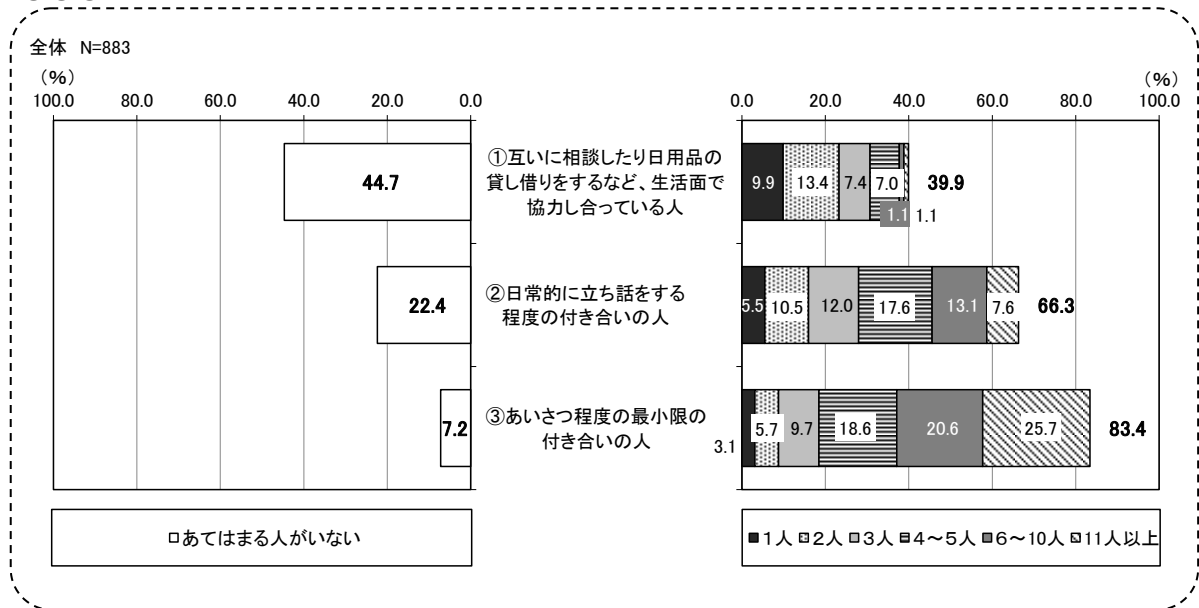 全体 N=883
（%） （%）
100.0 80.0 60.0 40.0 20.0 0.0 0.0 20.0 40.0 60.0 80.0 100.0
①互いに相談したり日用品の
貸し借りをするなど、生活面で
協力し合っている人
44.7 9.9 13.4 7.4 7.0 39.9
1.1 1.1
②日常的に立ち話をする
程度の付き合いの人
22.4 5.5 10.5 12.0 17.6 13.1 7.6 66.3
③あいさつ程度の最小限の
付き合いの人
7.2 3.1 5.7 9.7 18.6 20.6 25.7 83.4
あてはまる人がいない
1人 2人 3人 4～5人 6～10人 11人以上